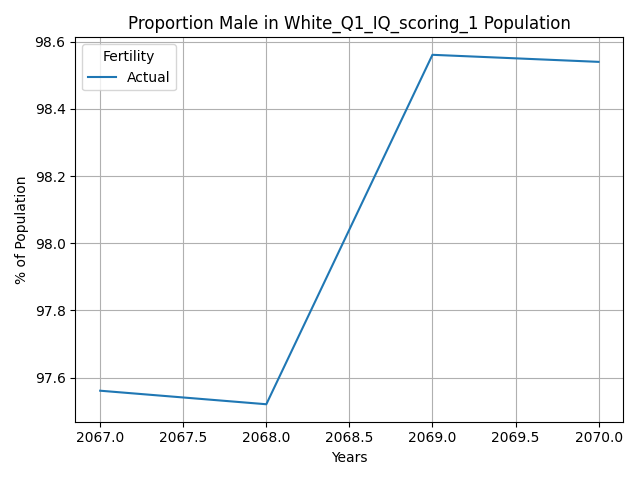 Proportion Male in White_Q1_IQ_scoring_1 Population
Fertility
Actual
% of Population
98.6
98.4
98.2
98.0
97.8
97.6
2067.0 2067.5 2068.0 2068.5 2069.0 2069.5 2070.0
Years